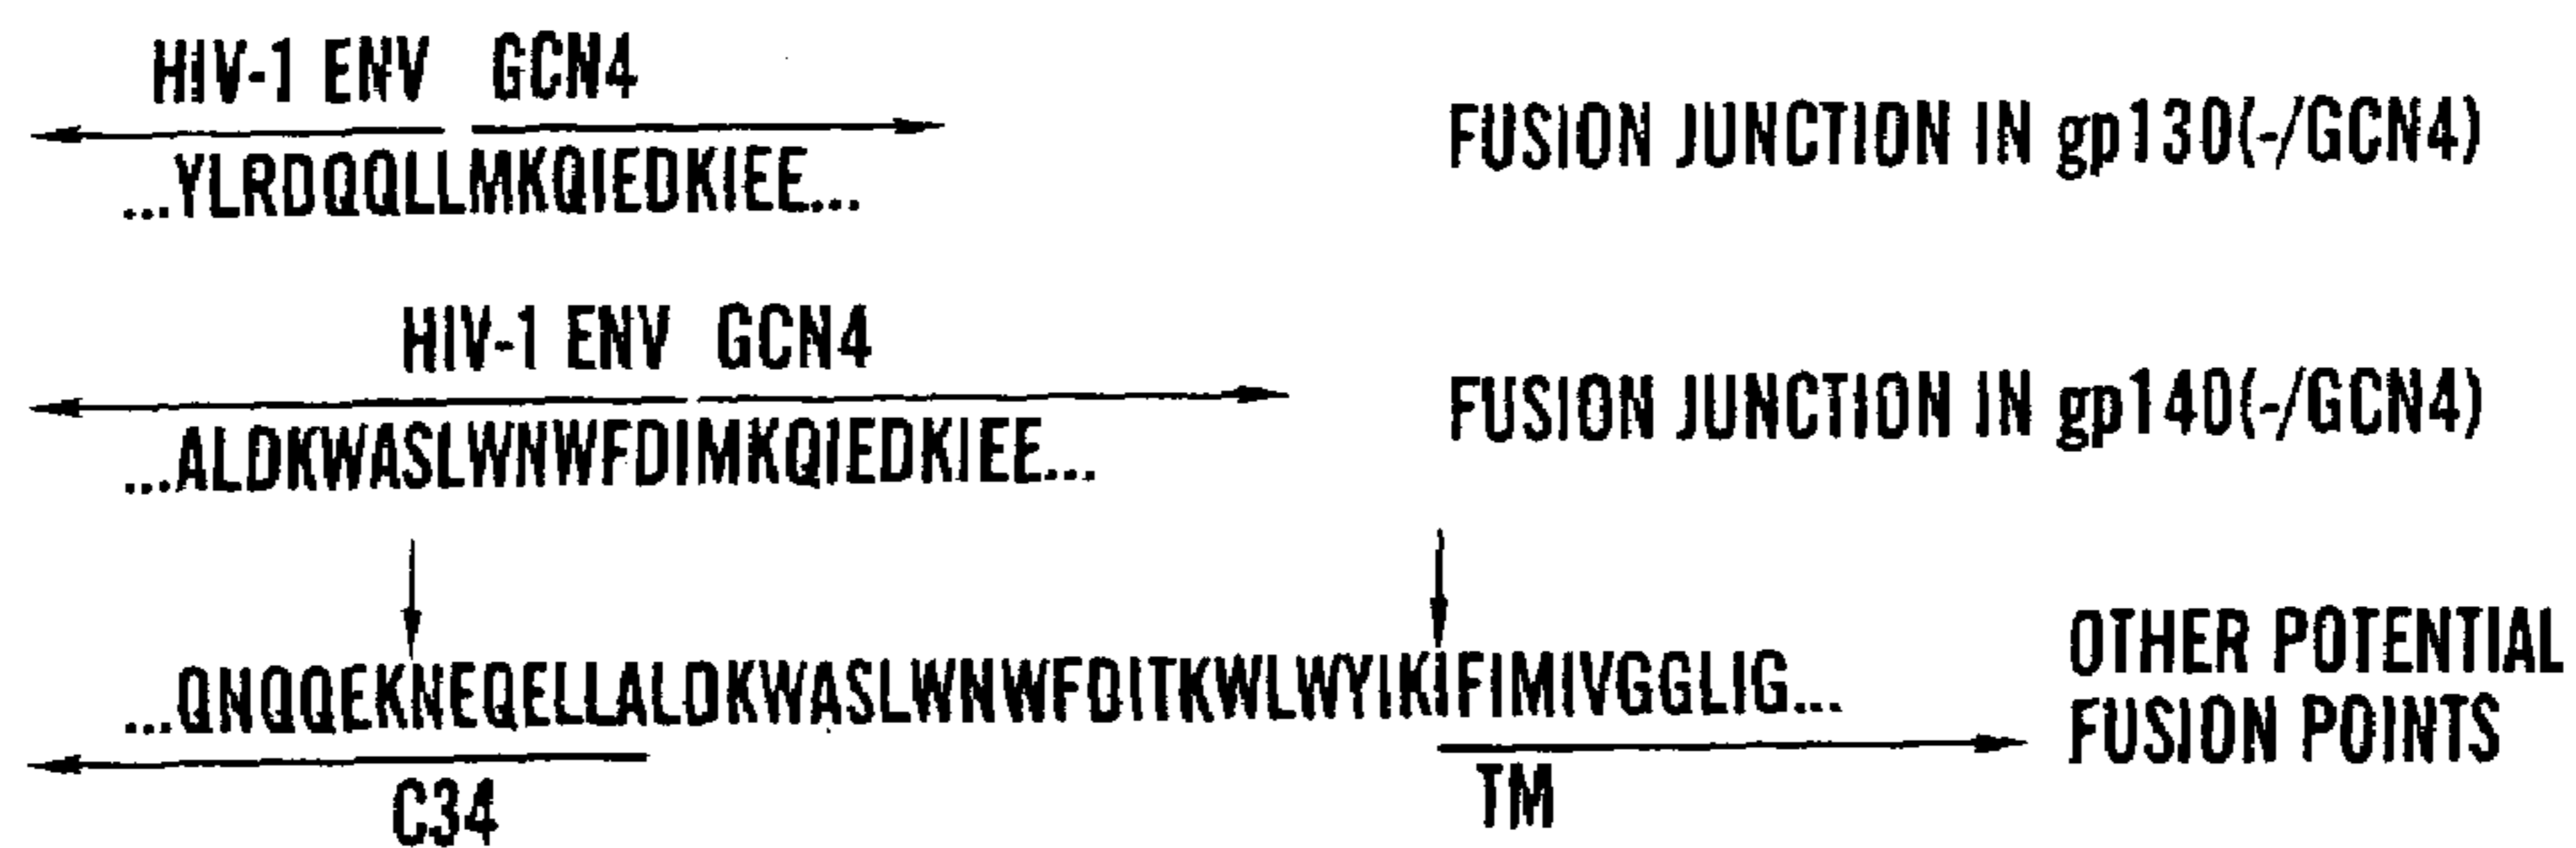 HIV-1 ENV GCN4
FUSION JUNCTION IN gp130(-/GCN4)
...YLRDQQLLMKQIEDKIEE...
HIV-1 ENV GCN4
FUSION JUNCTION IN gp140(-/GCN4)
...ALDKWASLWNWFDIMKQIEDKIEE...
...QNQQEKNEQELLALDKWASLWNWFDITKWLWYIKIFIMIVGGLIG...
OTHER POTENTIAL
FUSION POINTS
C34
TM